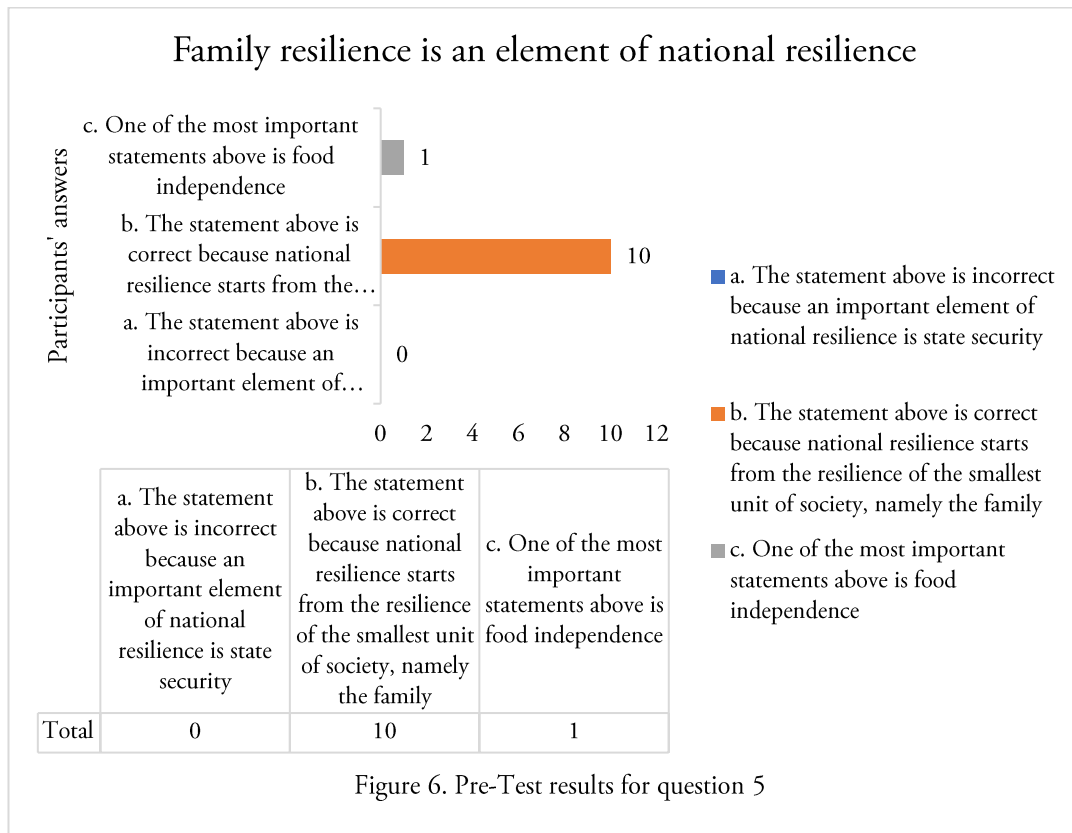 Family resilience is an element of national resilience
Participants' answers
c. One of the most important
statements above is food
independence
1
b. The statement above is
correct because national
resilience starts from the…
10
a. The statement above is
incorrect because an
important element of…
0
0 2 4 6 8 10 12
a. The statement above is incorrect
because an important element of
national resilience is state security
b. The statement above is correct
because national resilience starts
from the resilience of the smallest
unit of society, namely the family
c. One of the most important
statements above is food
independence
a. The statement
above is incorrect
because an
important element
of national
resilience is state
security
b. The statement
above is correct
because national
resilience starts
from the resilience
of the smallest unit
of society, namely
the family
c. One of the most
important
statements above is
food independence
Total 0 10 1
Figure 6. Pre-Test results for question 5